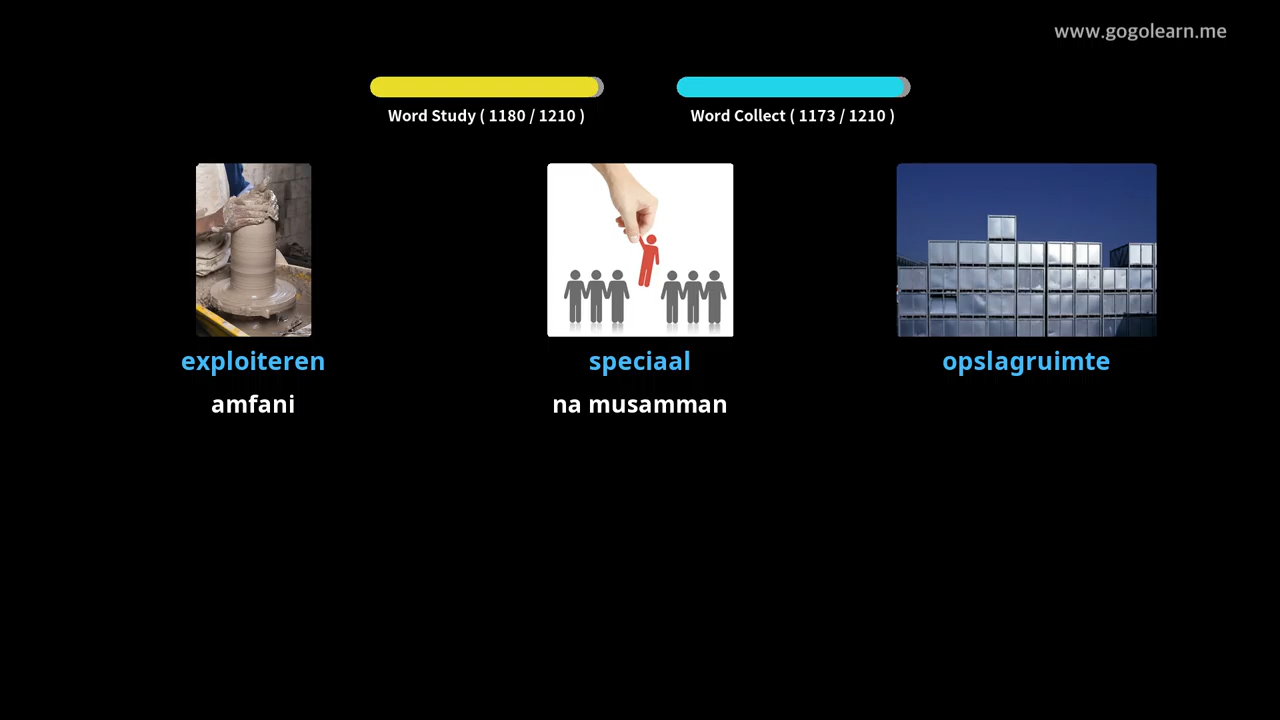 www.gogolearn.me
Word Study ( 1180 / 1210 )
Word Collect ( 1173 / 1210 )
exploiteren
speciaal
opslagruimte
amfani
na musamman